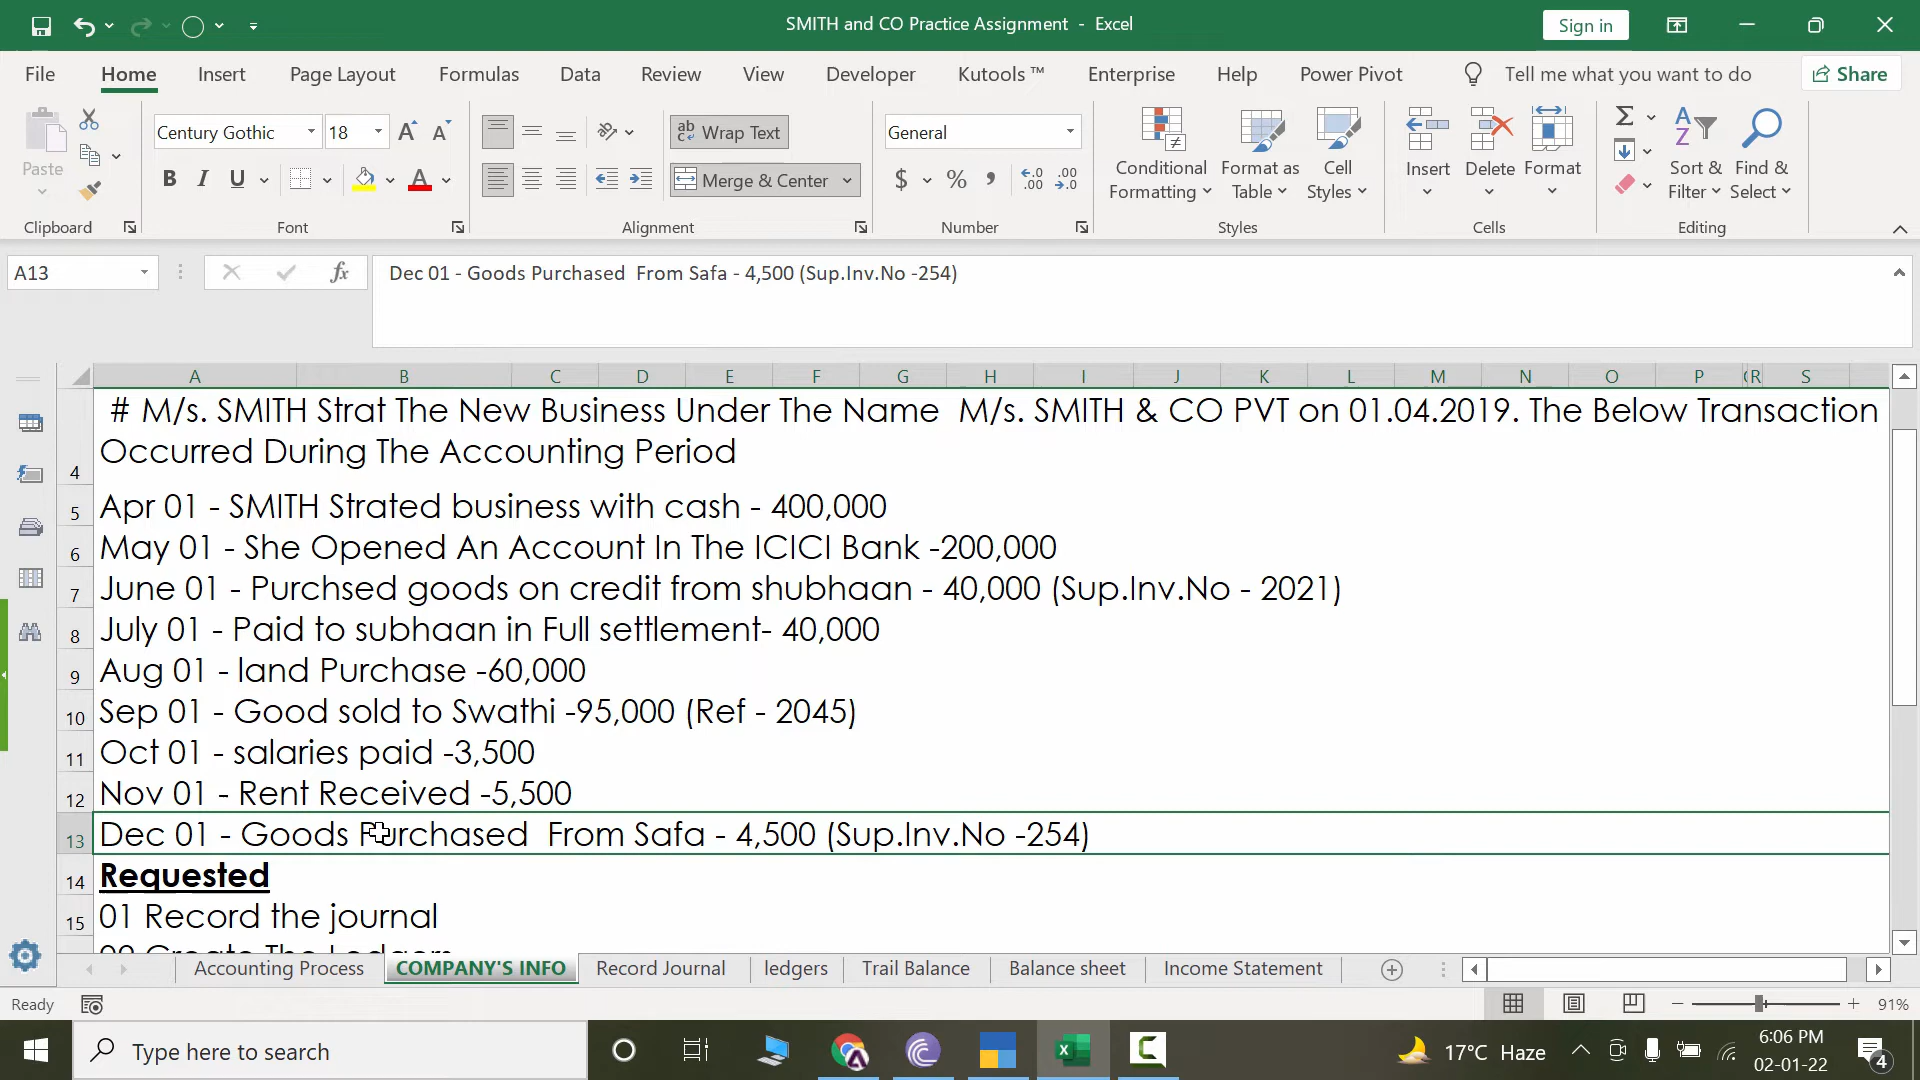 SMITH and CO Practice Assignment - Excel
Sign in
File Home Insert Page Layout Formulas Data Review View Developer Kutools ™ Enterprise Help Power Pivot Tell me what you want to do Share
Century Gothic 18
Wrap Text
General
Paste
Merge & Center
Conditional Formatting
Format as Table
Cell Styles
Insert Delete Format
Sort & Filter
Find & Select
Clipboard Font Alignment Number Styles Cells Editing
A13
Dec 01 - Goods Purchased  From Safa - 4,500 (Sup.Inv.No -254)
A B C D E F G H I J K L M N O P R S
# M/s. SMITH Strat The New Business Under The Name  M/s. SMITH & CO PVT on 01.04.2019. The Below Transaction
4 Occurred During The Accounting Period
5 Apr 01 - SMITH Strated business with cash - 400,000
6 May 01 - She Opened An Account In The ICICI Bank -200,000
7 June 01 - Purchsed goods on credit from shubhaan - 40,000 (Sup.Inv.No - 2021)
8 July 01 - Paid to subhaan in Full settlement- 40,000
9 Aug 01 - land Purchase -60,000
10 Sep 01 - Good sold to Swathi -95,000 (Ref - 2045)
11 Oct 01 - salaries paid -3,500
12 Nov 01 - Rent Received -5,500
13 Dec 01 - Goods Purchased  From Safa - 4,500 (Sup.Inv.No -254)
14 Requested
15 01 Record the journal
Create The Ledgers
Accounting Process COMPANY'S INFO Record Journal ledgers Trail Balance Balance sheet Income Statement
Ready
91%
Type here to search
17°C Haze
6:06 PM
02-01-22
4